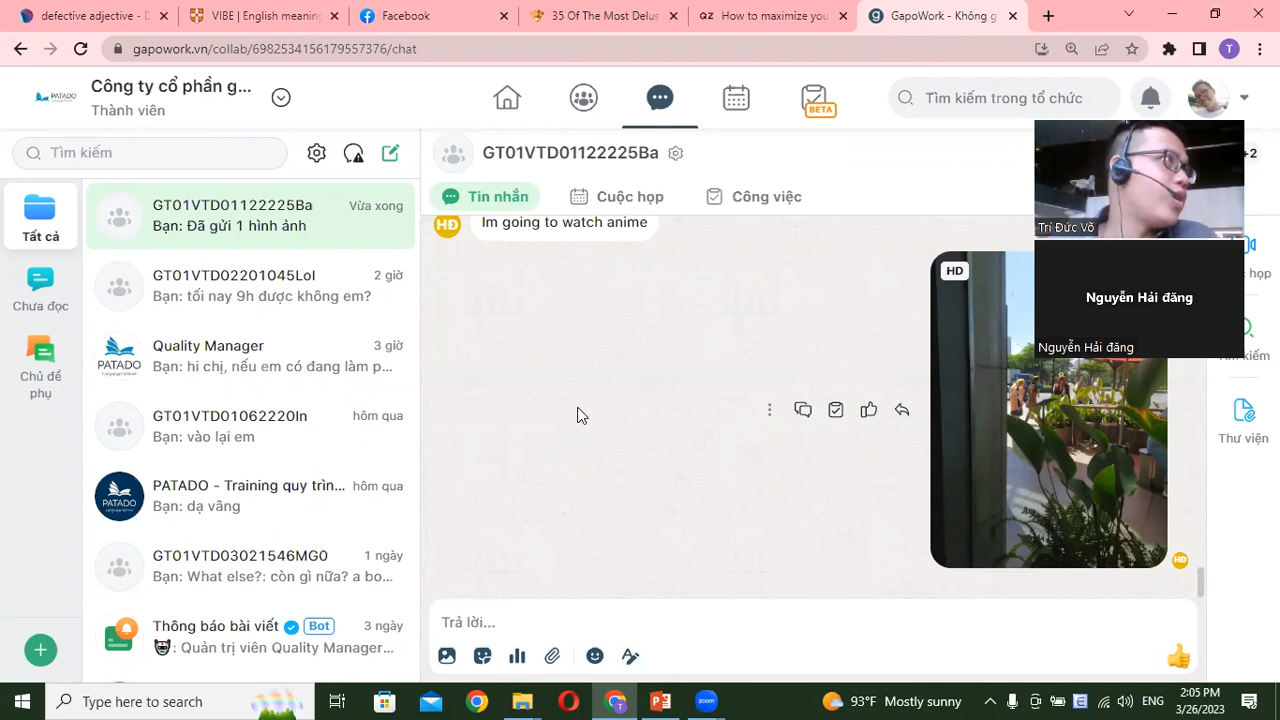 defective adjective - D
VIBE | English meaning
Facebook
35 Of The Most Delus
QZ How to maximize you
GapoWork - Không g
gapowork.vn/collab/6982534156179557376/chat
T
PATADO
Công ty cổ phần g...
Thành viên
BETA
Tìm kiếm trong tổ chức
Tìm kiếm
GT01VTD01122225Ba
+2
Tin nhắn
Cuộc họp
Công việc
Tất cả
Chưa đọc
Chủ đề
phụ
GT01VTD01122225Ba Vừa xong
Bạn: Đã gửi 1 hình ảnh
GT01VTD02201045Lol 2 giờ
Bạn: tối nay 9h được không em?
Quality Manager 3 giờ
Bạn: hi chị, nếu em có đang làm p...
PATADO
GT01VTD01062220In hôm qua
Bạn: vào lại em
PATADO - Training quy trìn... hôm qua
Bạn: dạ vâng
PATADO
GT01VTD03021546MG0 1 ngày
Bạn: What else?: còn gì nữa? a bo...
Thông báo bài viết Bot 3 ngày
: Quản trị viên Quality Manager...
HĐ
Im going to watch anime
HD
HĐ
Trí Đức Võ
Nguyễn Hải đăng
Nguyễn Hải đăng
họp
kiếm
Thư viện
Trả lời...
Type here to search
93°F Mostly sunny
ENG
2:05 PM
3/26/2023